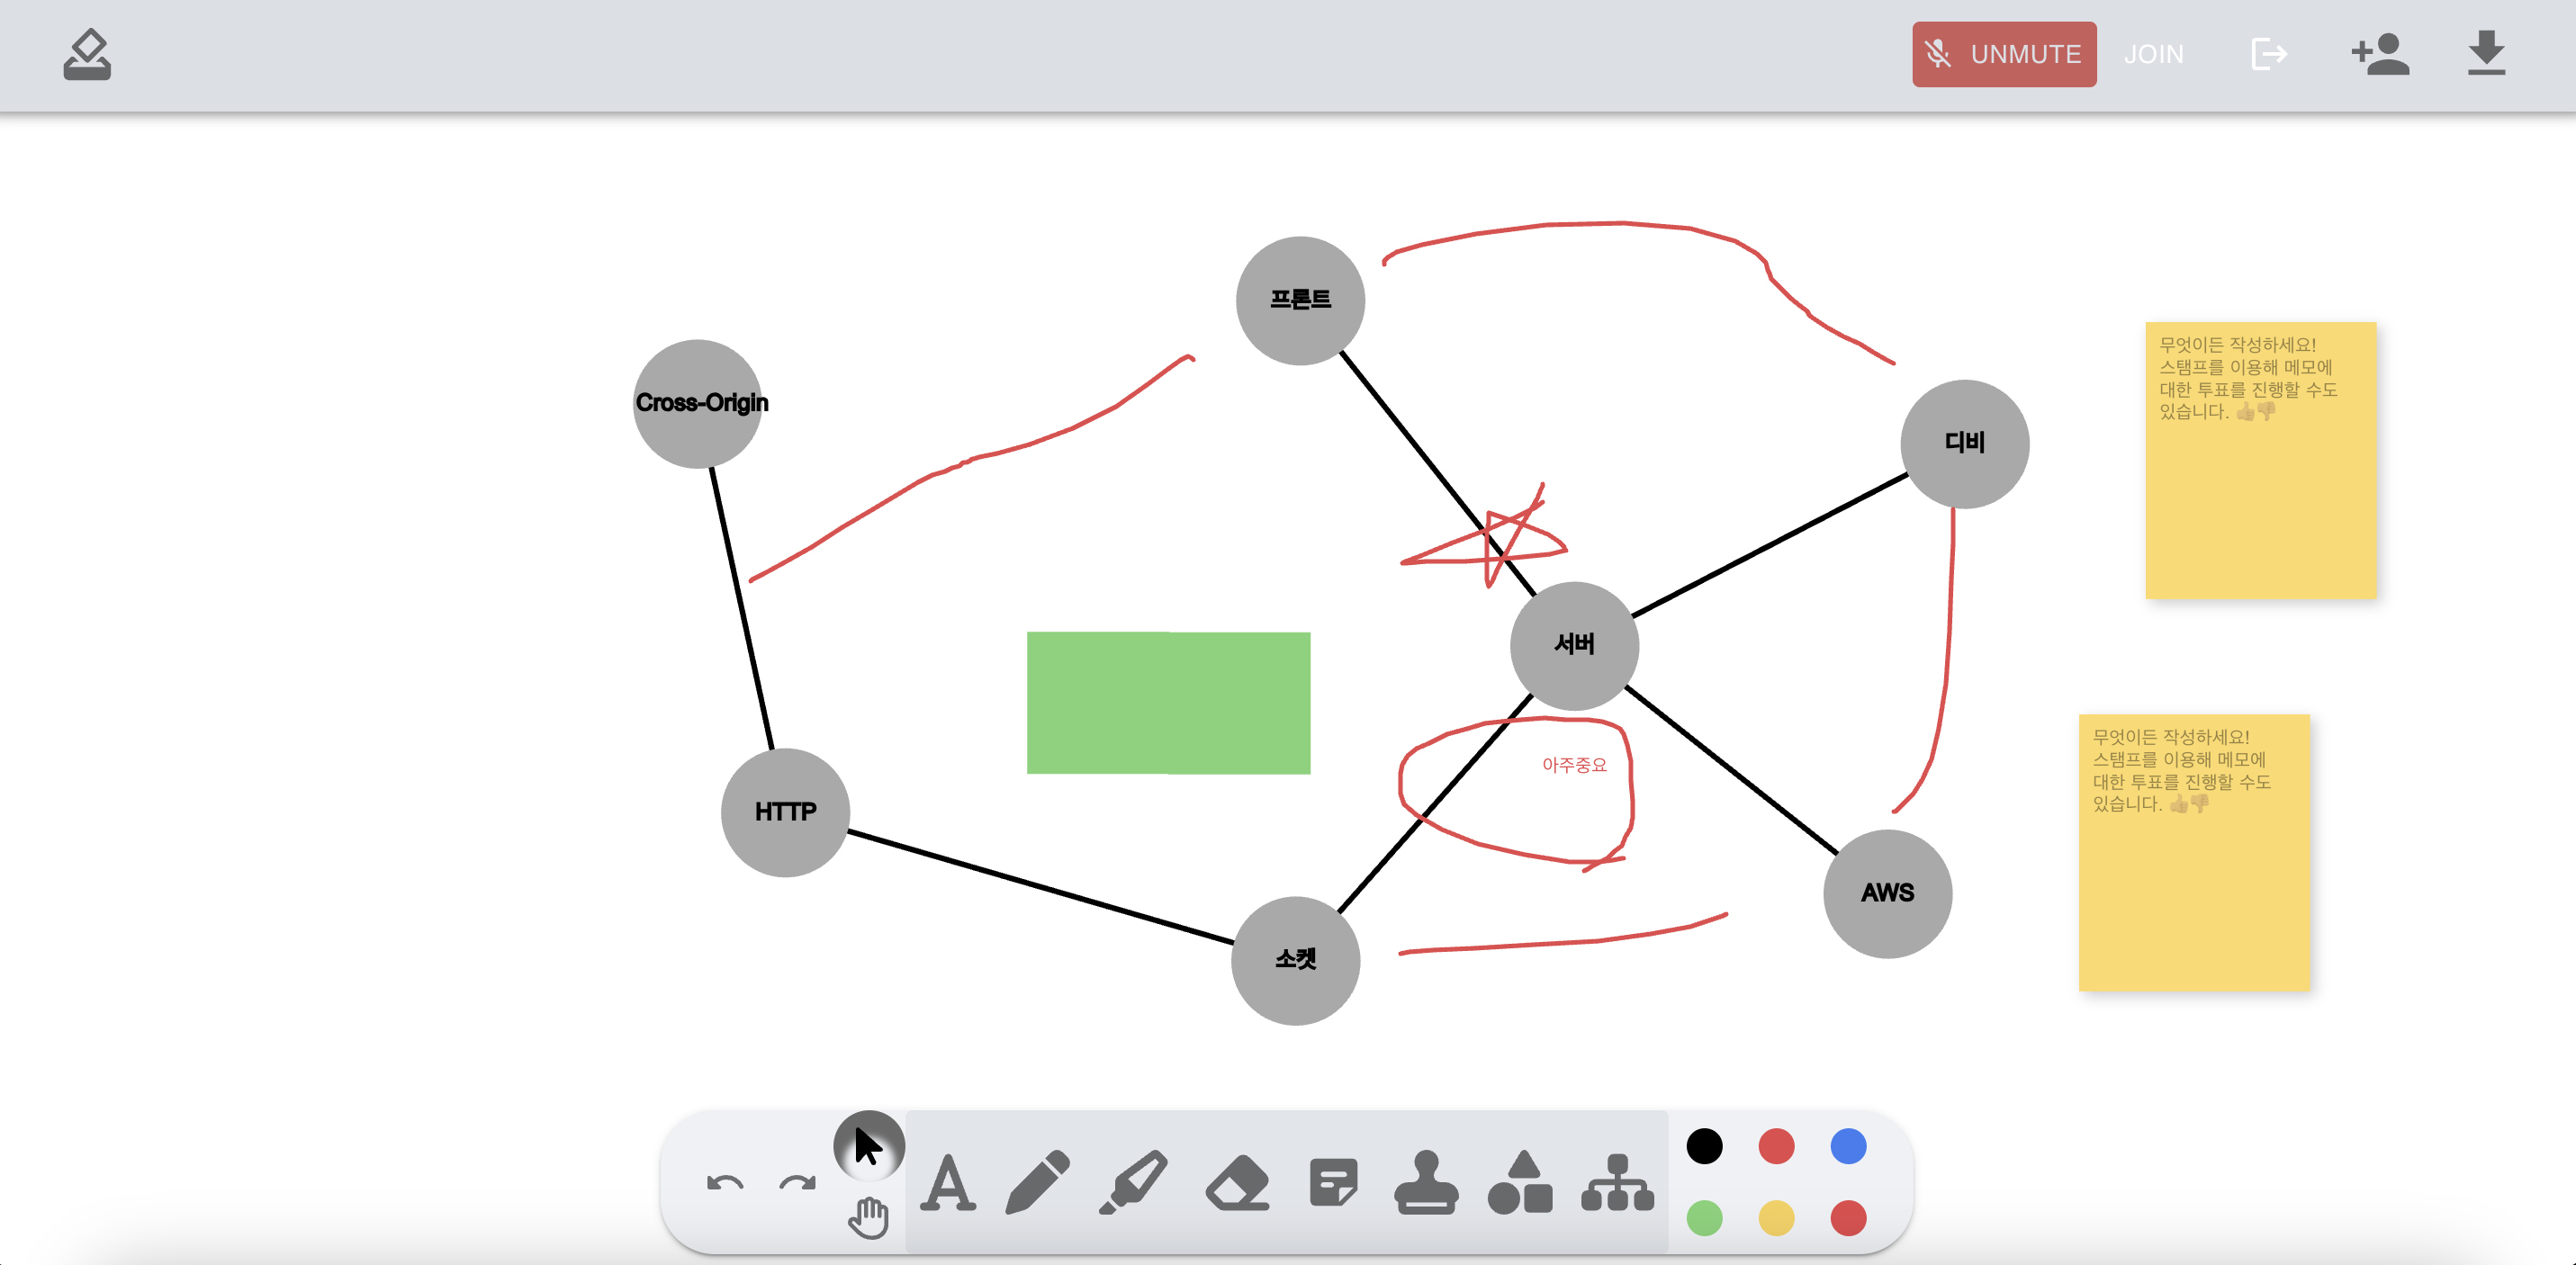 UNMUTE
JOIN
프론트
Cross-Origin
디비
무엇이든 작성하세요!
스탬프를 이용해 메모에
대한 투표를 진행할 수도
있습니다. 👍👎
서버
아주중요
HTTP
무엇이든 작성하세요!
스탬프를 이용해 메모에
대한 투표를 진행할 수도
있습니다. 👍👎
AWS
소켓